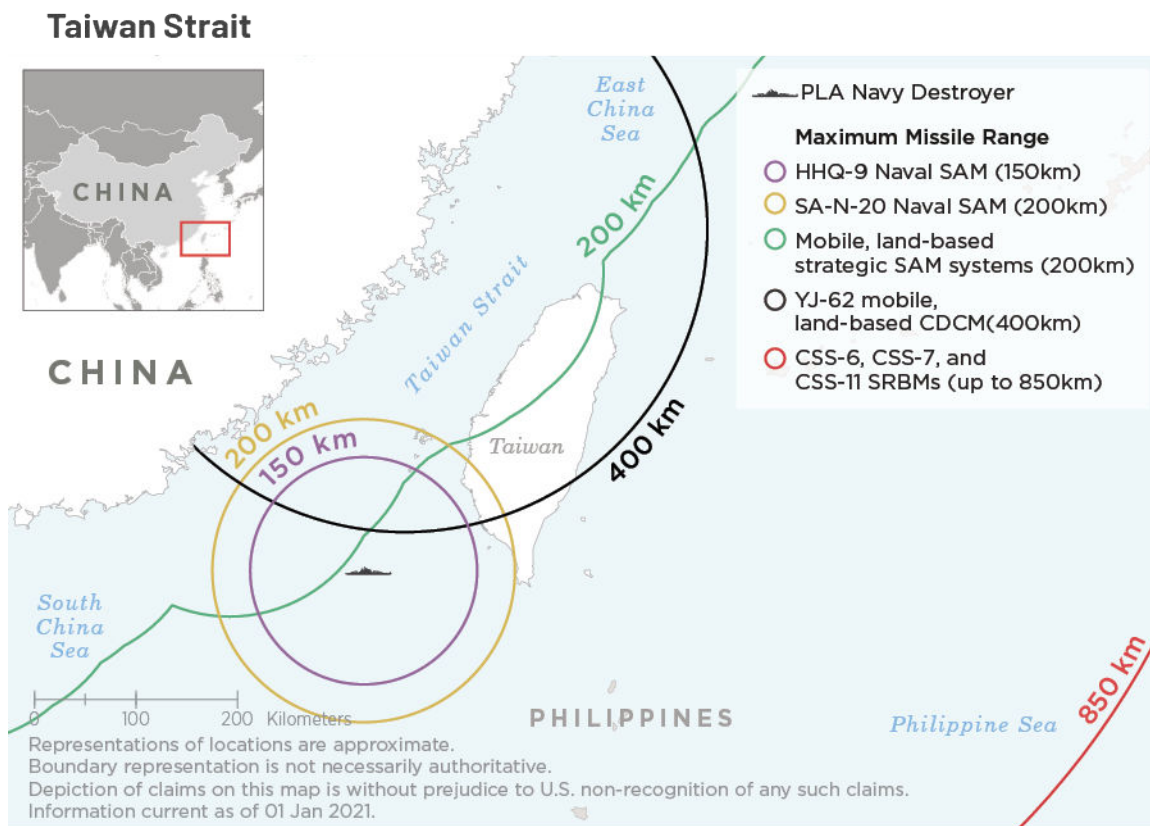 Taiwan Strait
CHINA
East
China
Sea
PLA Navy Destroyer
Maximum Missile Range
HHQ-9 Naval SAM (150km)
SA-N-20 Naval SAM (200km)
Mobile, land-based
strategic SAM systems (200km)
YJ-62 mobile,
land-based CDCM(400km)
CSS-6, CSS-7, and
CSS-11 SRBMs (up to 850km)
200 km
Taiwan Strait
CHINA
200 km
150 km
Taiwan
400 km
South
China
Sea
850 km
0 100 200 Kilometers
PHILIPPINES
Philippine Sea
Representations of locations are approximate.
Boundary representation is not necessarily authoritative.
Depiction of claims on this map is without prejudice to U.S. non-recognition of any such claims.
Information current as of 01 Jan 2021.